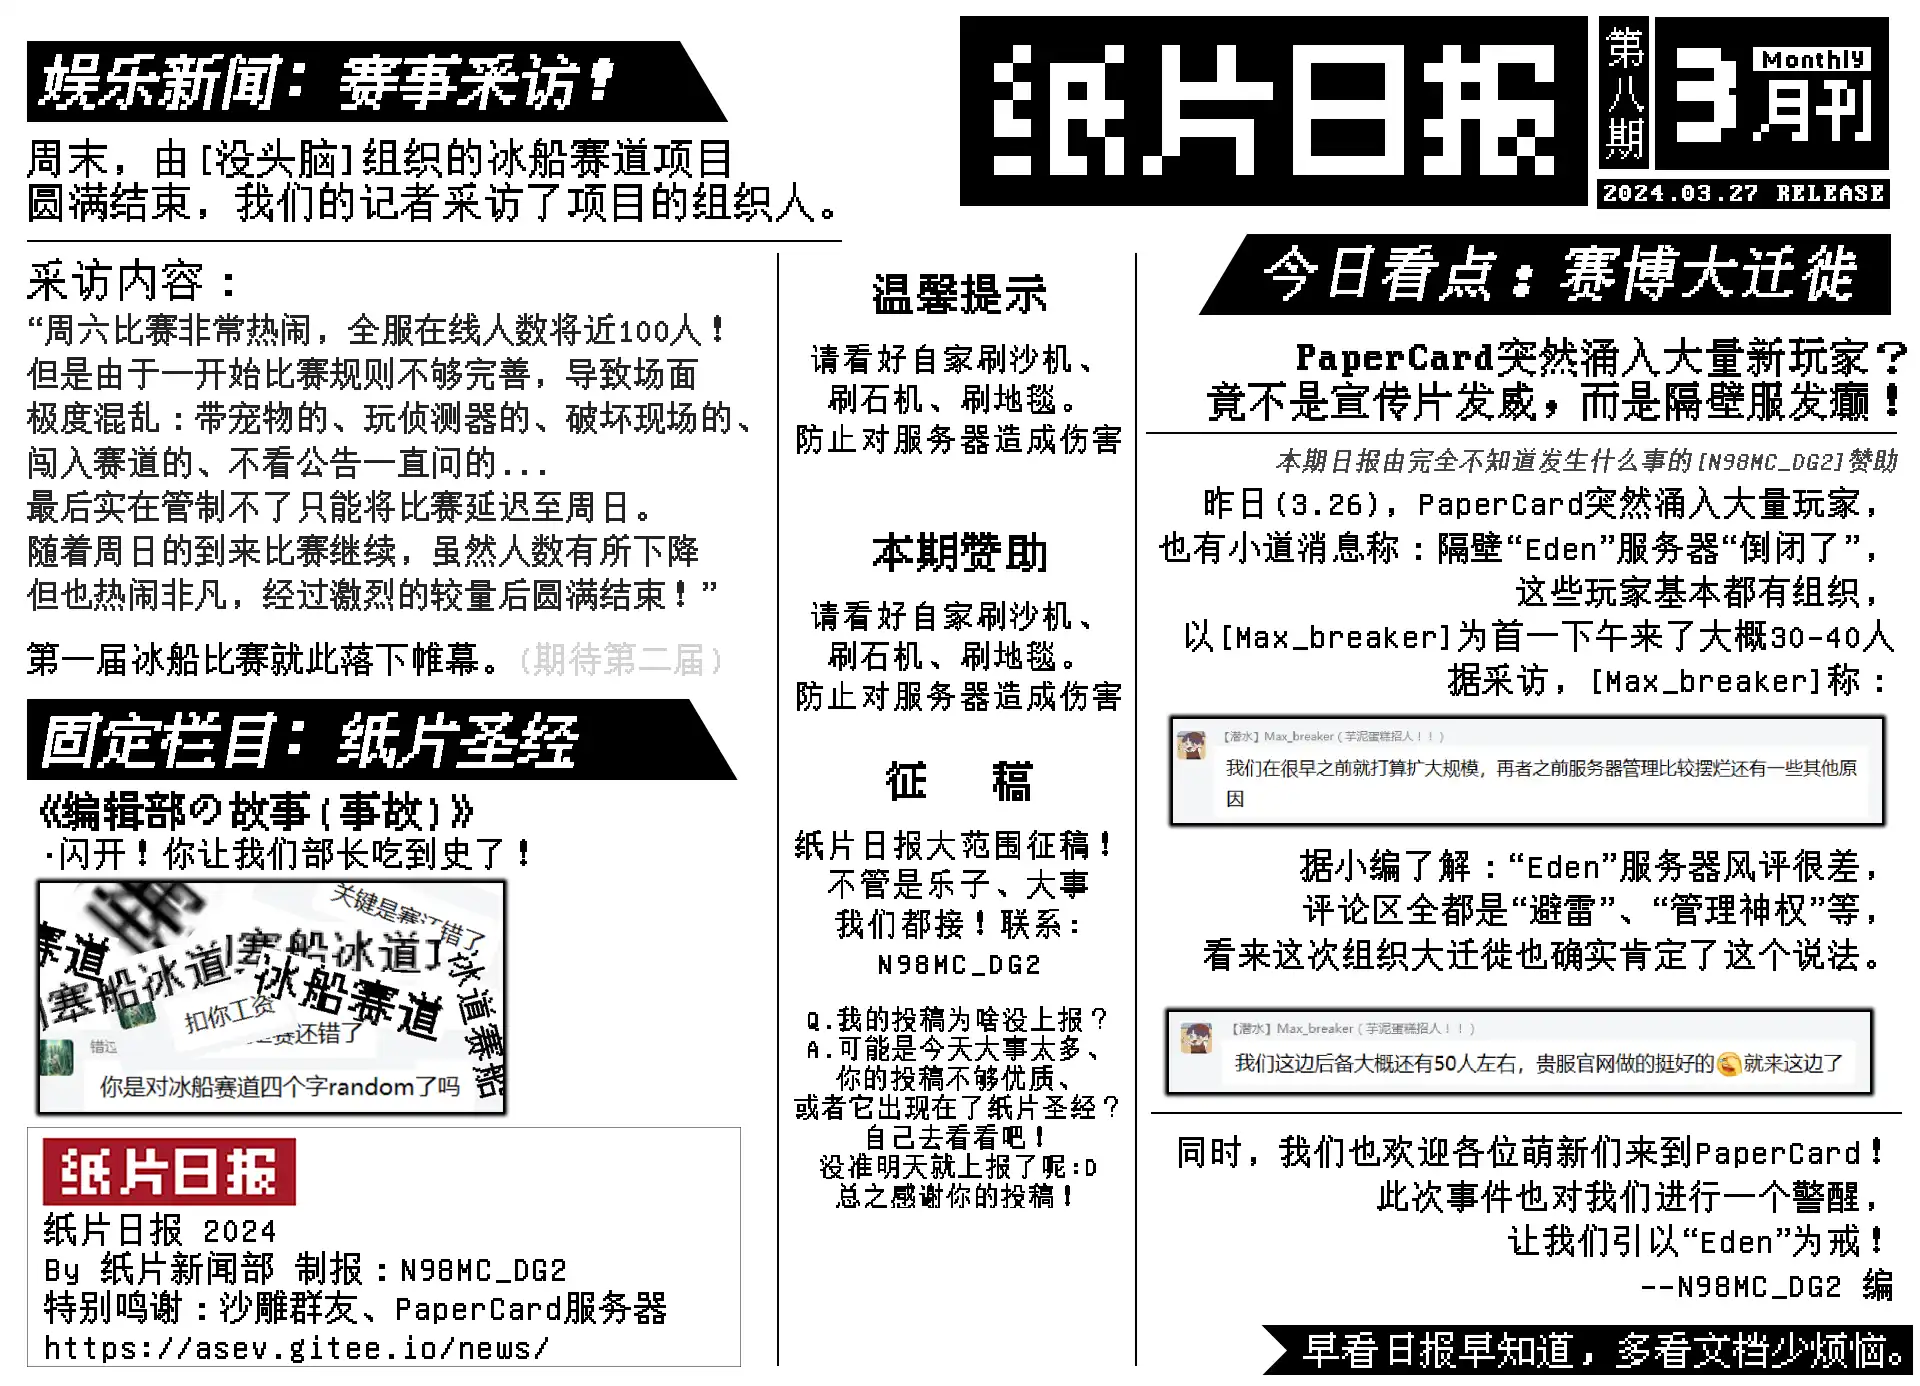 纸片日报
第八期
3
Monthly
月刊
2024.03.27 RELEASE
娱乐新闻：赛事采访！
周末，由[没头脑]组织的冰船赛道项目
圆满结束，我们的记者采访了项目的组织人。
采访内容：
“周六比赛非常热闹，全服在线人数将近100人！
但是由于一开始比赛规则不够完善，导致场面
极度混乱：带宠物的、玩侦测器的、破坏现场的、
闯入赛道的、不看公告一直问的...
最后实在管制不了只能将比赛延迟至周日。
随着周日的到来比赛继续，虽然人数有所下降
但也热闹非凡，经过激烈的较量后圆满结束！”
第一届冰船比赛就此落下帷幕。(期待第二届)
固定栏目：纸片圣经
《编辑部の故事(事故)》
·闪开！你让我们部长吃到史了！
关键是赛道错了
赛道
冰船赛道
扣你工资
赛还错了
错过
你是对冰船赛道四个字random了吗
纸片日报
纸片日报 2024
By 纸片新闻部 制报：N98MC_DG2
特别鸣谢：沙雕群友、PaperCard服务器
https://asev.gitee.io/news/
温馨提示
请看好自家刷沙机、
刷石机、刷地毯。
防止对服务器造成伤害
本期赞助
请看好自家刷沙机、
刷石机、刷地毯。
防止对服务器造成伤害
征 稿
纸片日报大范围征稿！
不管是乐子、大事
我们都接！联系：
N98MC_DG2
Q.我的投稿为啥没上报？
A.可能是今天大事太多、
你的投稿不够优质、
或者它出现在了纸片圣经？
自己去看看吧！
没准明天就上报了呢:D
总之感谢你的投稿！
今日看点：赛博大迁徙
PaperCard突然涌入大量新玩家？
竟不是宣传片发威，而是隔壁服发癫！
本期日报由完全不知道发生什么事的[N98MC_DG2]赞助
昨日(3.26)，PaperCard突然涌入大量玩家，
也有小道消息称：隔壁“Eden”服务器“倒闭了”，
这些玩家基本都有组织，
以[Max_breaker]为首一下午来了大概30-40人
据采访，[Max_breaker]称：
【潜水】Max_breaker（芋泥蛋糕招人！！）
我们在很早之前就打算扩大规模，再者之前服务器管理比较摆烂还有一些其他原
因
据小编了解：“Eden”服务器风评很差，
评论区全都是“避雷”、“管理神权”等，
看来这次组织大迁徙也确实肯定了这个说法。
【潜水】Max_breaker（芋泥蛋糕招人！！）
我们这边后备大概还有50人左右，贵服官网做的挺好的就来这边了
同时，我们也欢迎各位萌新们来到PaperCard！
此次事件也对我们进行一个警醒，
让我们引以“Eden”为戒！
--N98MC_DG2 编
早看日报早知道，多看文档少烦恼。